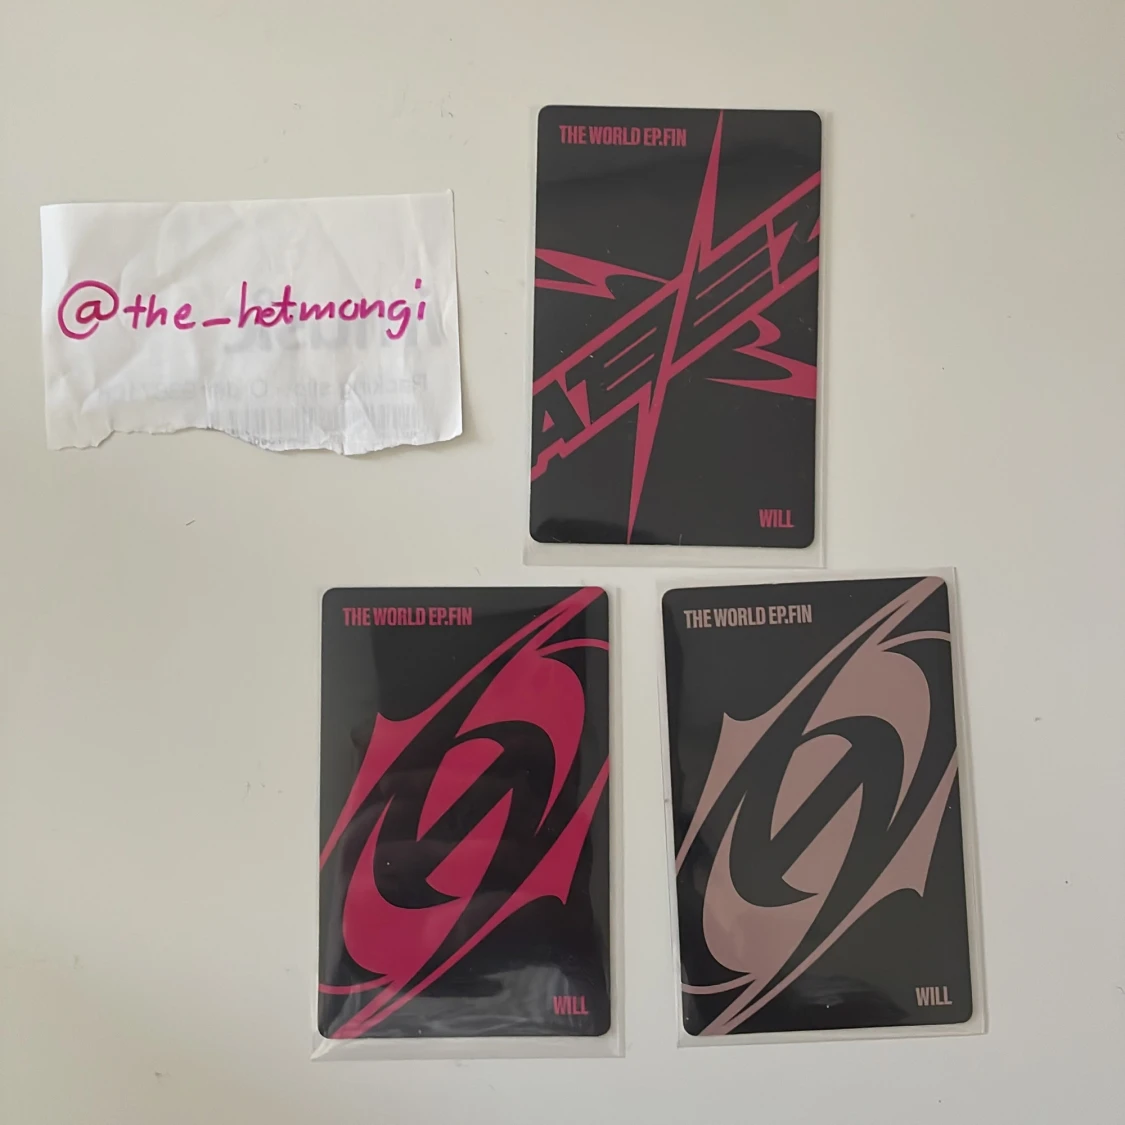 @the_hetmongi
THE WORLD EP.FIN
ATEEZ
WILL
THE WORLD EP.FIN
WILL
THE WORLD EP.FIN
WILL